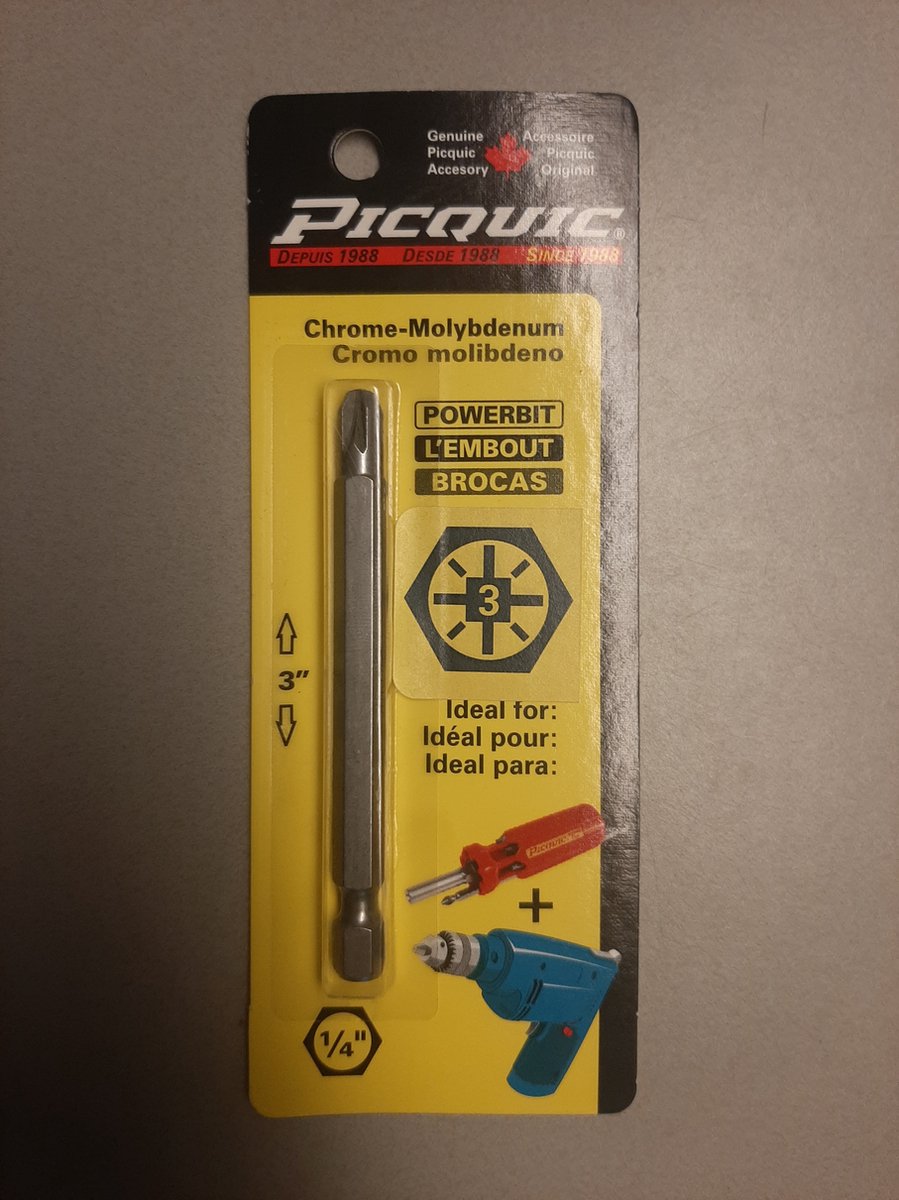 Genuine Accessoire
Picquic Picquic
Accesory Original
PICQUIC®
DEPUIS 1988 DESDE 1988 SINCE 1988
Chrome-Molybdenum
Cromo molibdeno
POWERBIT
L'EMBOUT
BROCAS
3
3"
Ideal for:
Idéal pour:
Ideal para:
PICQUIC
+
1/4"